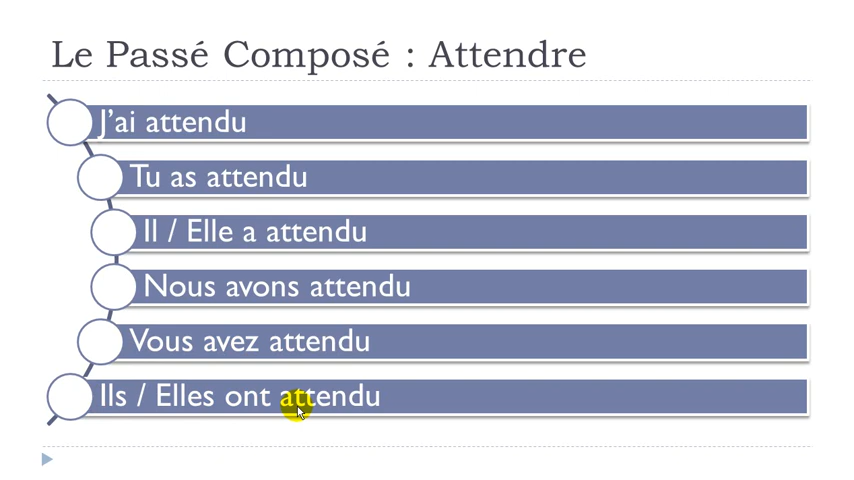 Le Passé Composé : Attendre
J’ai attendu
Tu as attendu
Il / Elle a attendu
Nous avons attendu
Vous avez attendu
Ils / Elles ont attendu